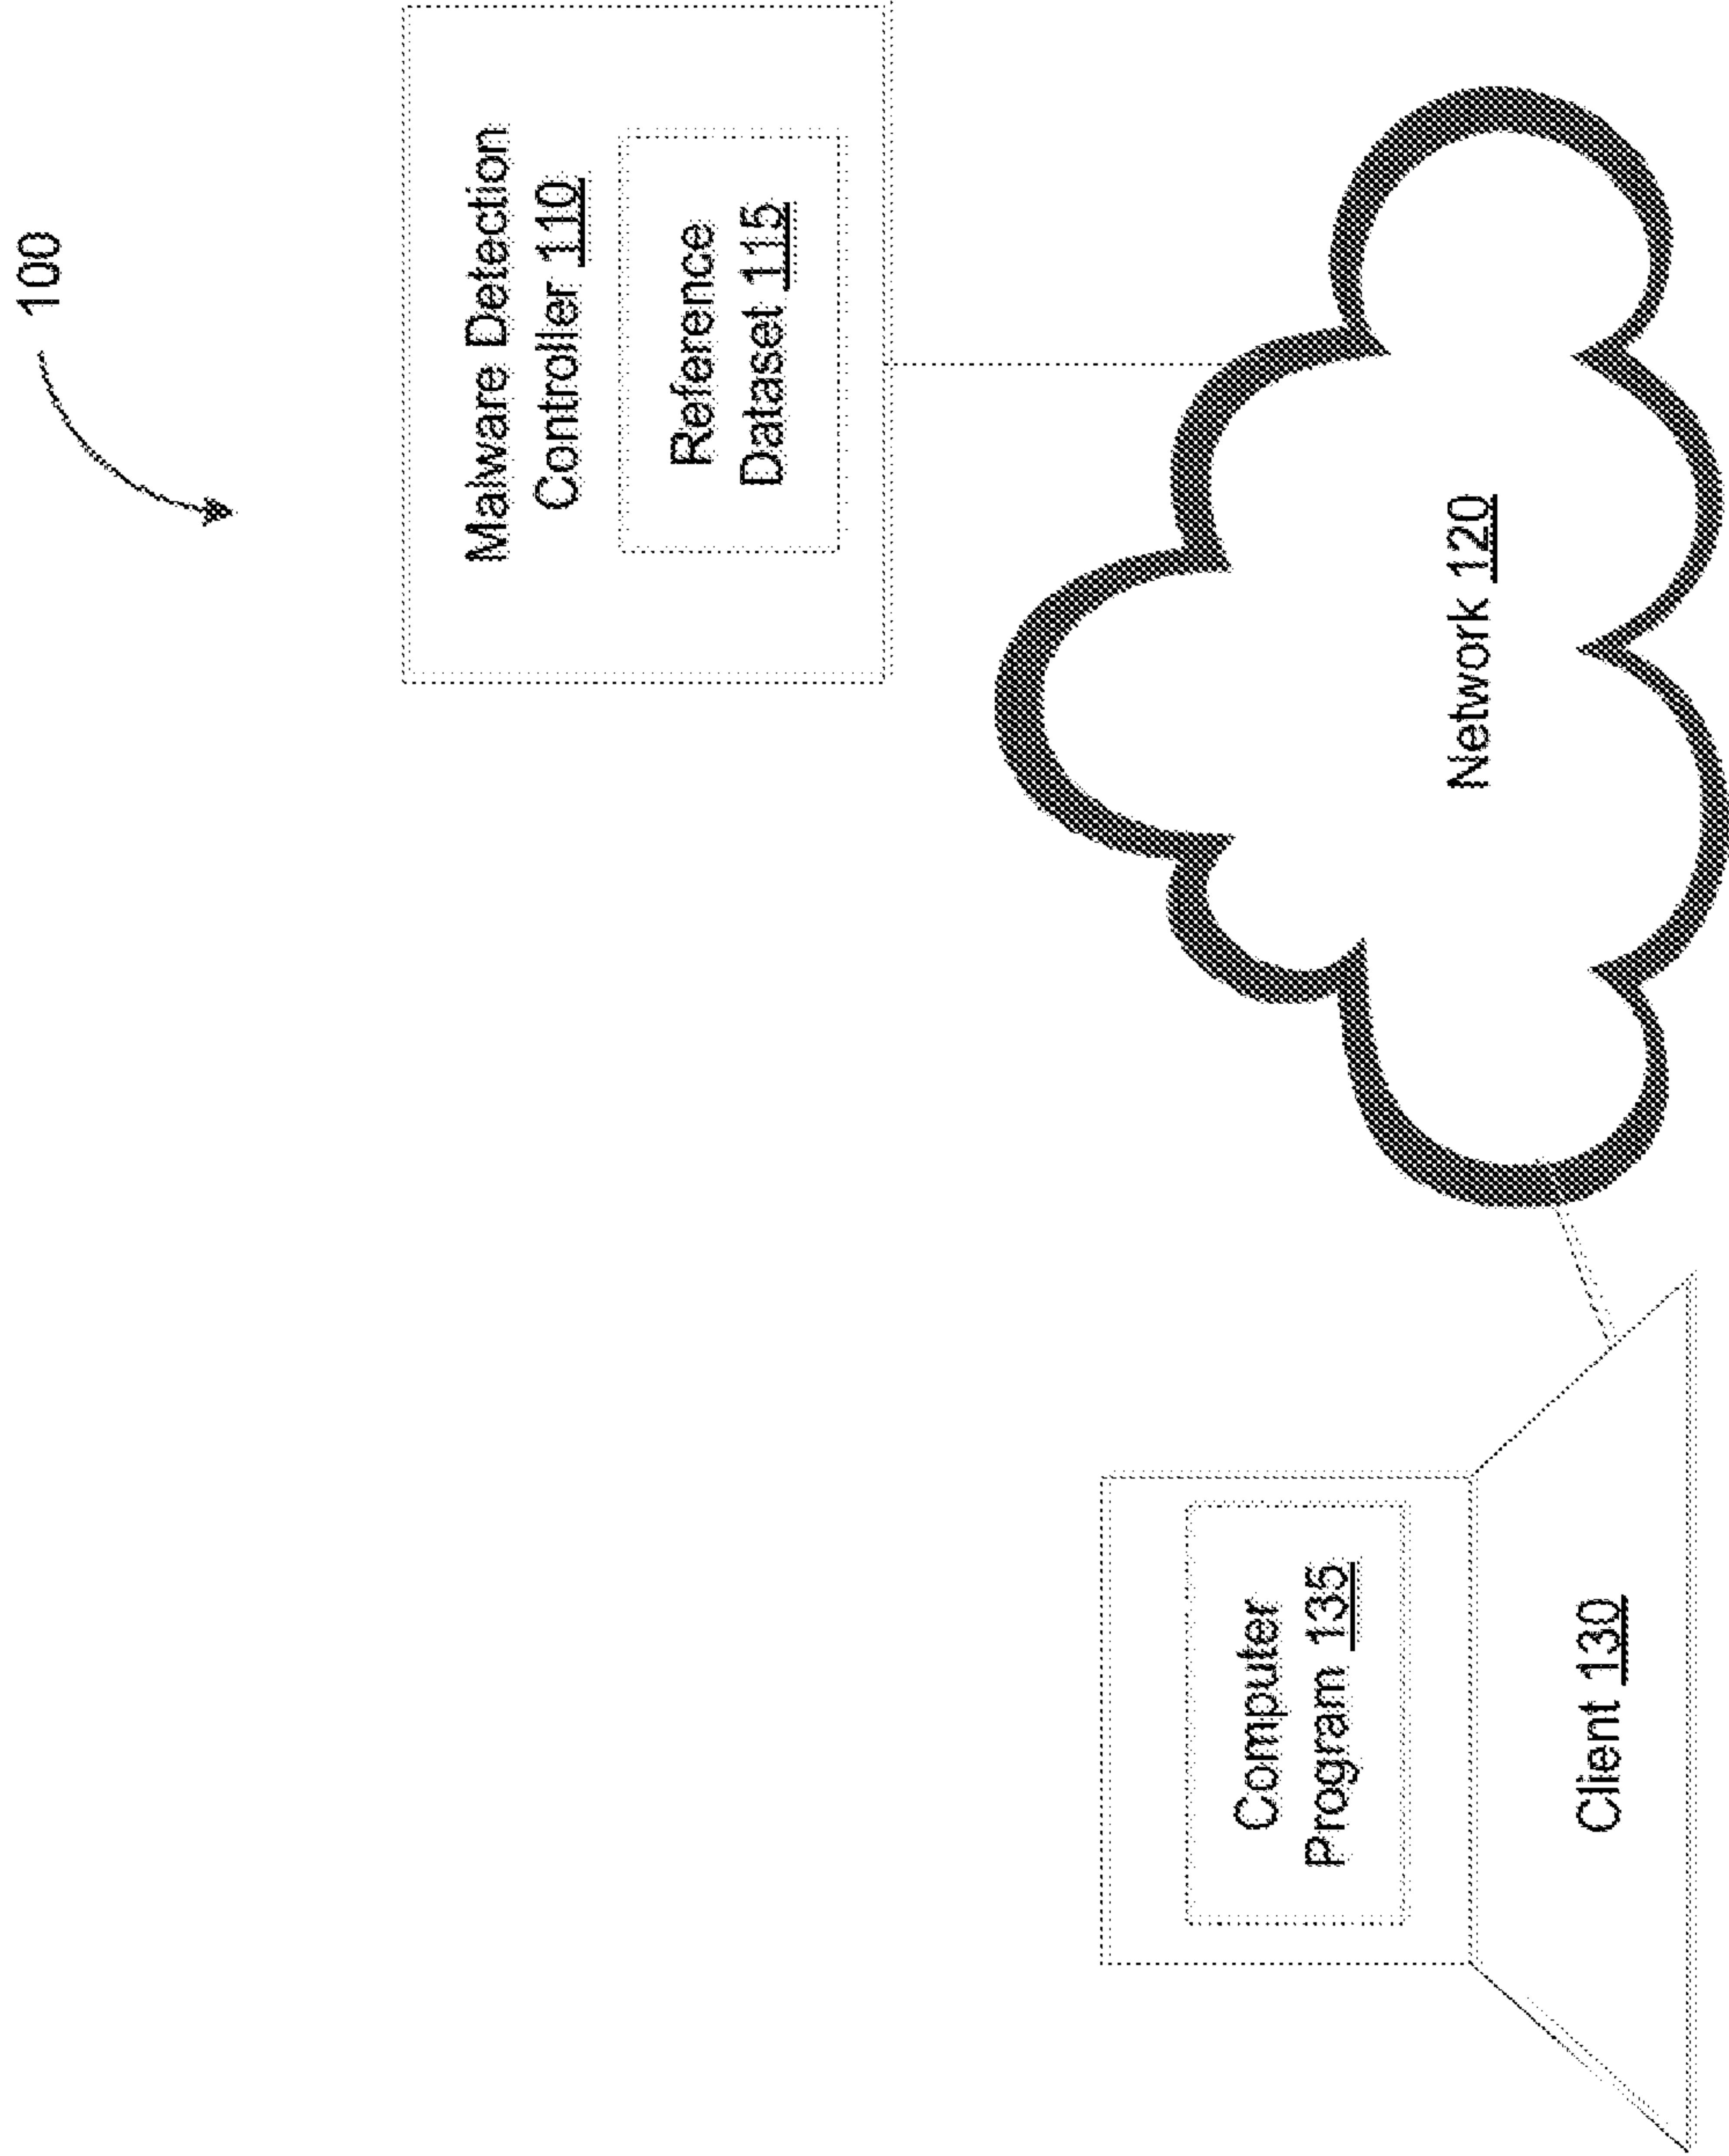 100
Malware Detection
Controller 110
Reference
Dataset 115
Network 120
Computer
Program 135
Client 130